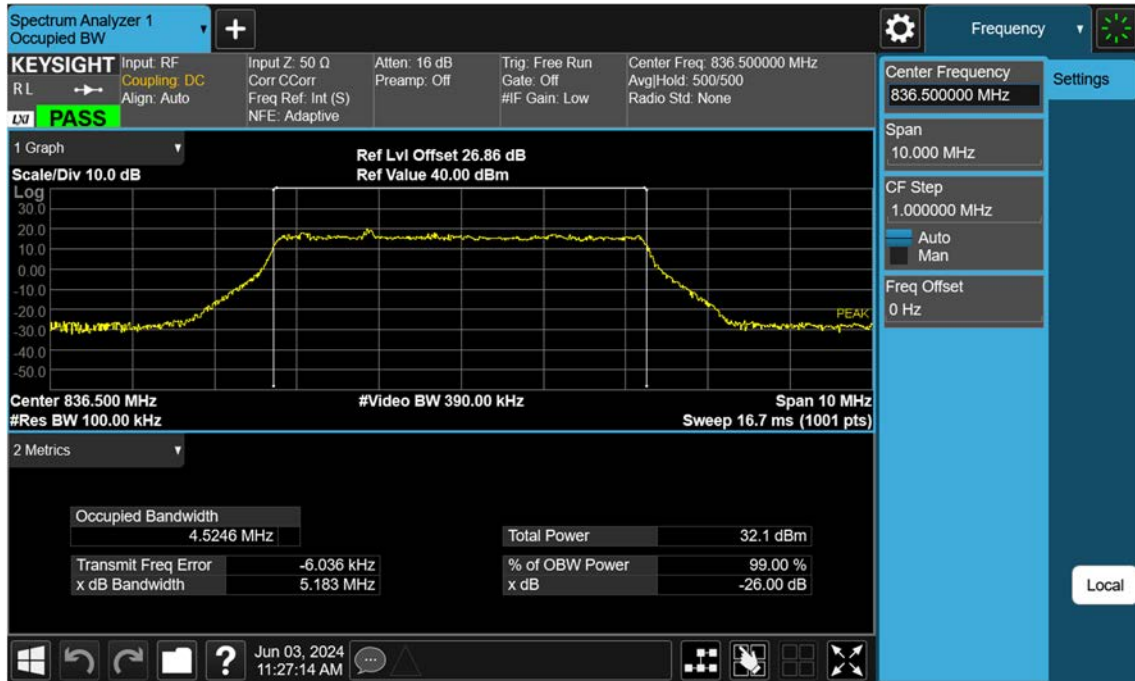 Spectrum Analyzer 1
Occupied BW
+
Frequency
KEYSIGHT
R L
LXI
PASS
Input: RF
Coupling: DC
Align: Auto
Input Z: 50 Ω
Corr CCorr
Freq Ref: Int (S)
NFE: Adaptive
Atten: 16 dB
Preamp: Off
Trig: Free Run
Gate: Off
#IF Gain: Low
Center Freq: 836.500000 MHz
Avg|Hold: 500/500
Radio Std: None
Center Frequency
836.500000 MHz
Settings
Span
10.000 MHz
CF Step
1.000000 MHz
Auto
Man
Freq Offset
0 Hz
Local
1 Graph
Ref Lvl Offset 26.86 dB
Scale/Div 10.0 dB
Ref Value 40.00 dBm
Log
30.0
20.0
10.0
0.00
-10.0
-20.0
-30.0
-40.0
-50.0
PEAK
Center 836.500 MHz
#Video BW 390.00 kHz
Span 10 MHz
#Res BW 100.00 kHz
Sweep 16.7 ms (1001 pts)
2 Metrics
Occupied Bandwidth
4.5246 MHz
Total Power 32.1 dBm
Transmit Freq Error -6.036 kHz
% of OBW Power 99.00 %
x dB Bandwidth 5.183 MHz
x dB -26.00 dB
?
Jun 03, 2024
11:27:14 AM